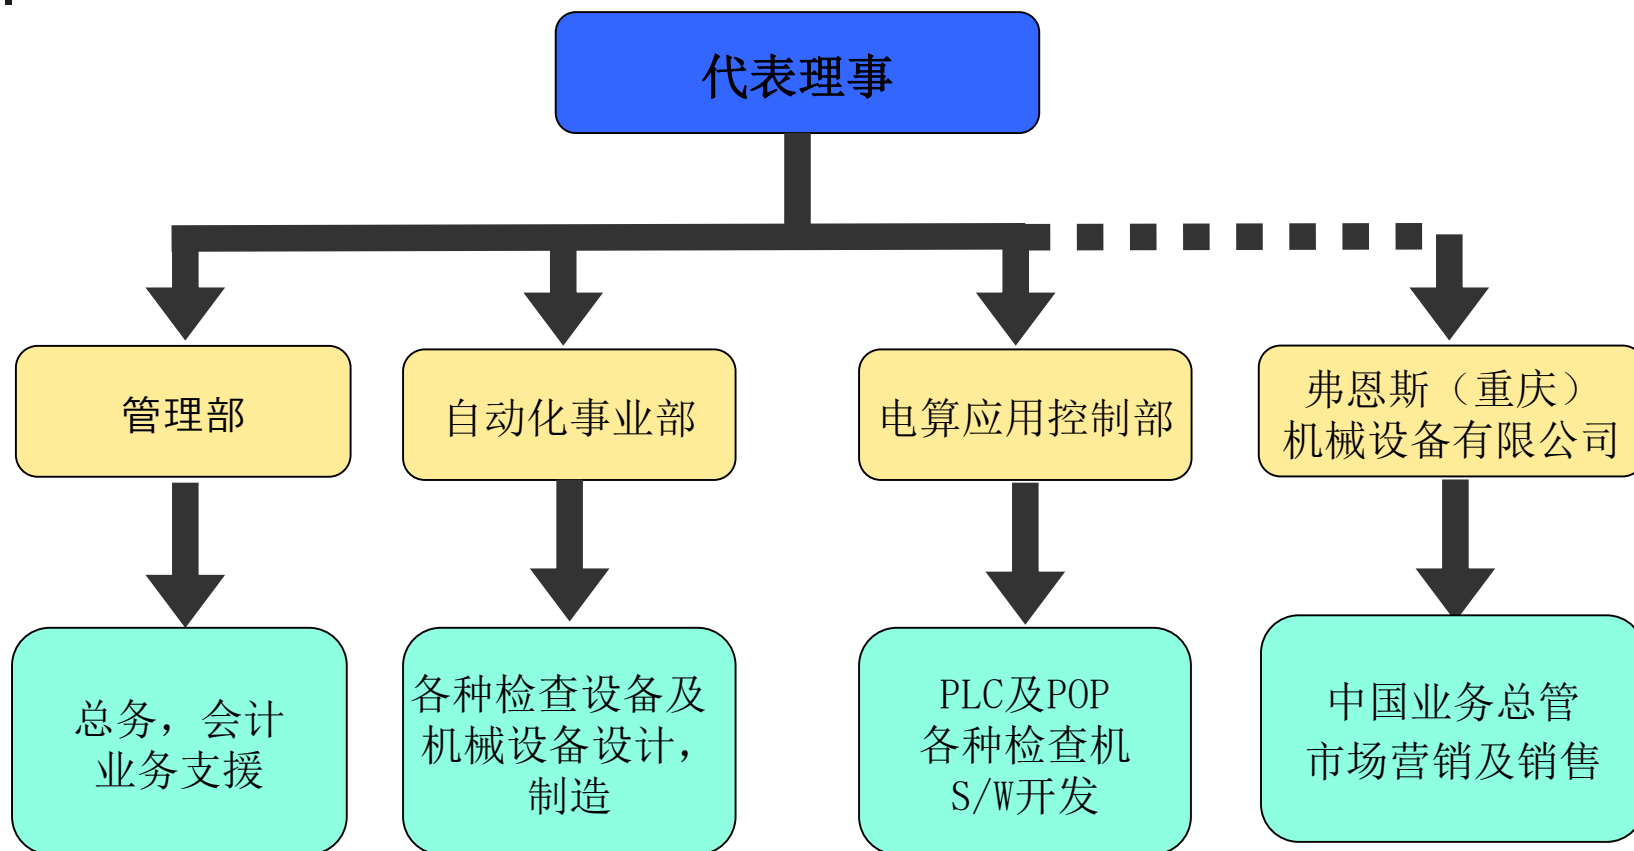 代表理事
管理部
自动化事业部
电算应用控制部
弗恩斯（重庆）
机械设备有限公司
总务，会计
业务支援
各种检查设备及
机械设备设计，
制造
PLC及POP
各种检查机
S/W开发
中国业务总管
市场营销及销售